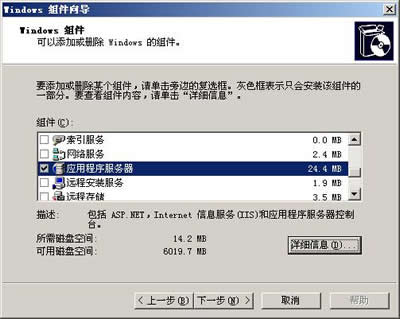 Windows 组件向导
Windows 组件
可以添加或删除 Windows 的组件。
要添加或删除某个组件，请单击旁边的复选框。灰色框表示只会安装该组件的
一部分。要查看组件内容，请单击“详细信息”。
组件(C):
索引服务 0.0 MB
网络服务 2.4 MB
应用程序服务器 24.4 MB
远程安装服务 1.9 MB
远程存储 3.5 MB
描述: 包括 ASP.NET，Internet 信息服务(IIS)和应用程序服务器控制
台。
所需磁盘空间: 14.2 MB
可用磁盘空间: 6019.7 MB
详细信息(D)...
< 上一步(B) 下一步(N) > 取消 帮助